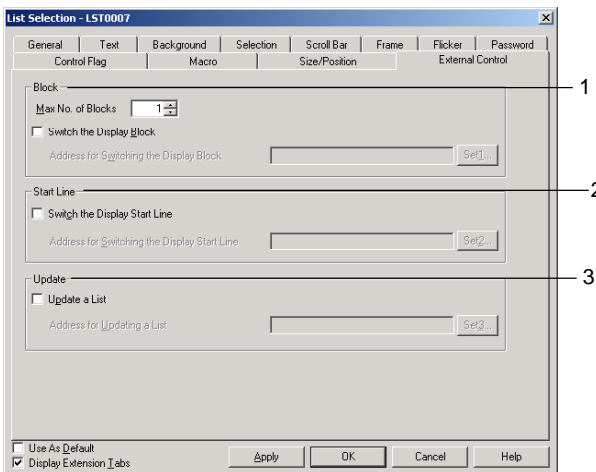 List Selection - LST0007
General Text Background Selection Scroll Bar Frame Flicker Password
Control Flag Macro Size/Position External Control
Block 1
Max No. of Blocks 1
Switch the Display Block
Address for Switching the Display Block Set1...
Start Line 2
Switch the Display Start Line
Address for Switching the Display Start Line Set2...
Update 3
Update a List
Address for Updating a List Set3...
Use As Default
Display Extension Tabs Apply OK Cancel Help